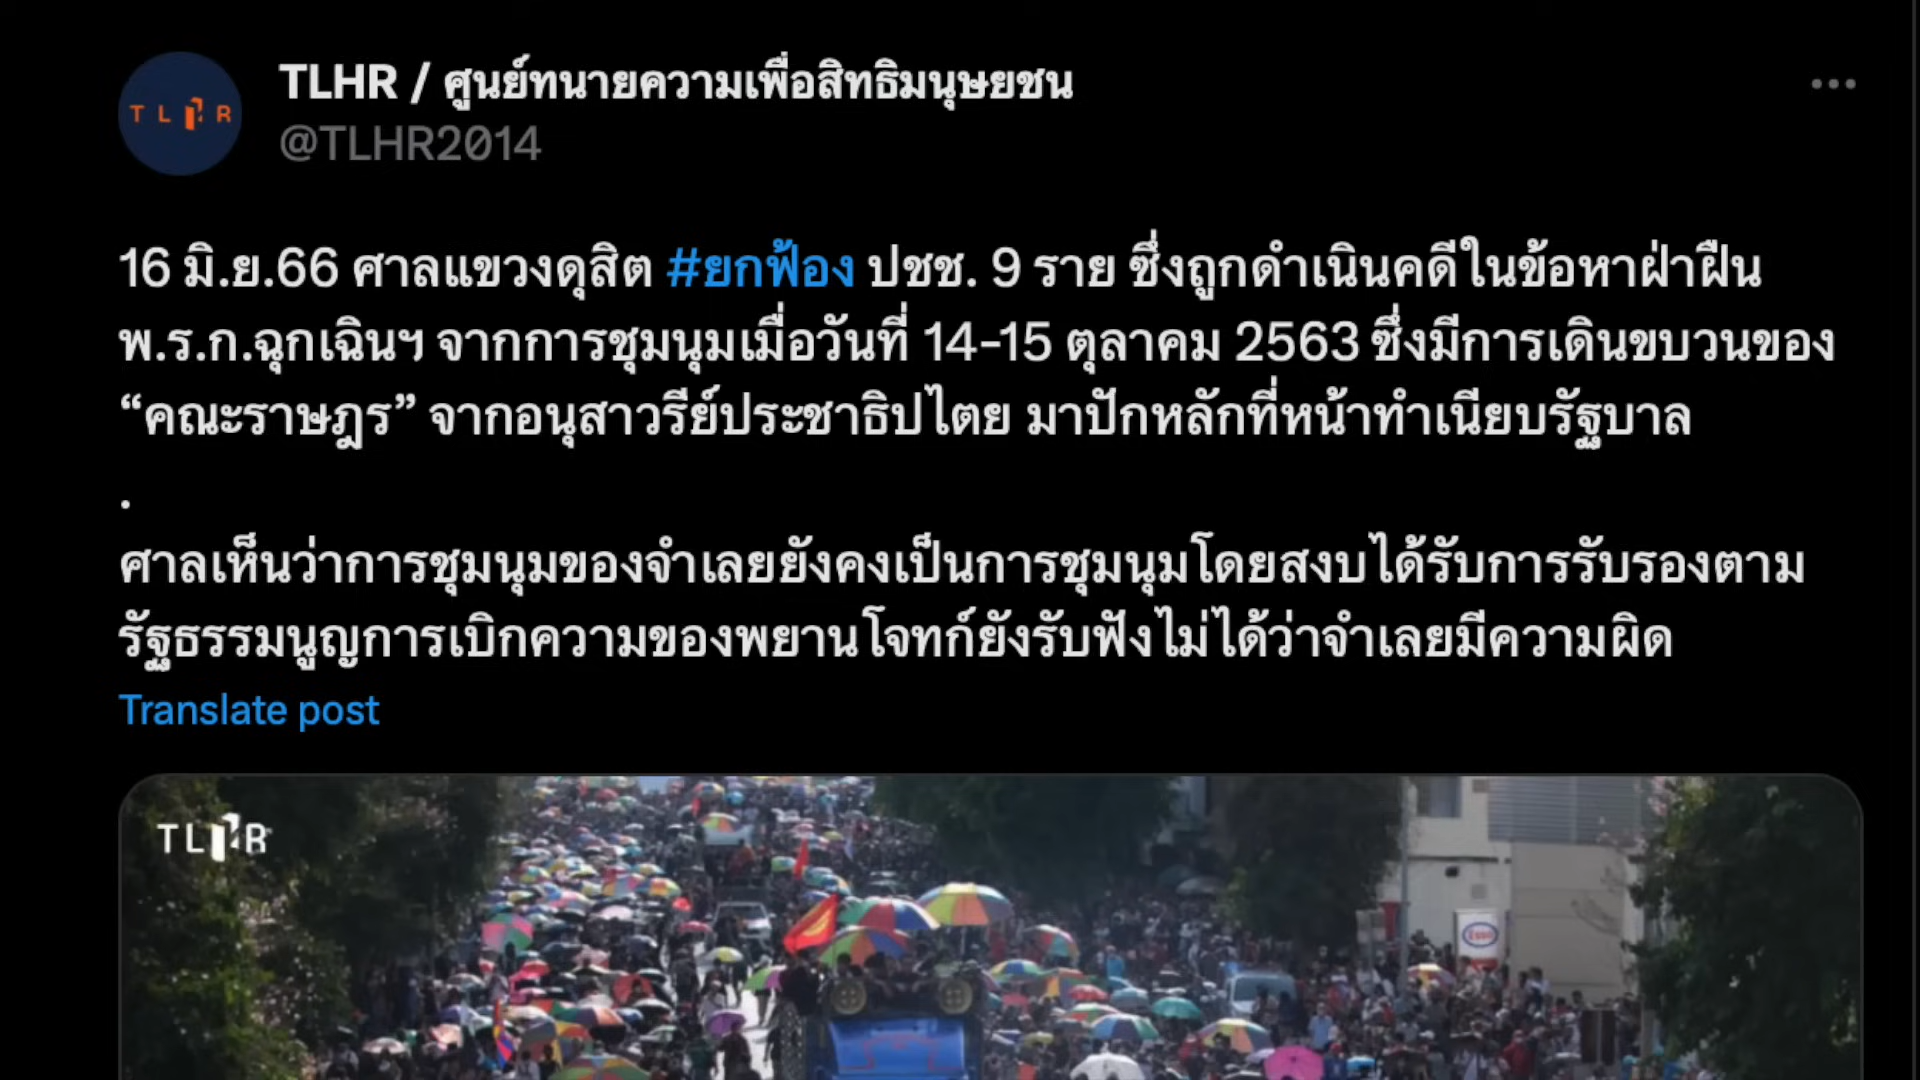 TLHR
TLHR / ศูนย์ทนายความเพื่อสิทธิมนุษยชน
@TLHR2014
16 มิ.ย.66 ศาลแขวงดุสิต #ยกฟ้อง ปชช. 9 ราย ซึ่งถูกดำเนินคดีในข้อหาฝ่าฝืน
พ.ร.ก.ฉุกเฉินฯ จากการชุมนุมเมื่อวันที่ 14-15 ตุลาคม 2563 ซึ่งมีการเดินขบวนของ
“คณะราษฎร” จากอนุสาวรีย์ประชาธิปไตย มาปักหลักที่หน้าทำเนียบรัฐบาล
.
ศาลเห็นว่าการชุมนุมของจำเลยยังคงเป็นการชุมนุมโดยสงบได้รับการรับรองตาม
รัฐธรรมนูญการเบิกความของพยานโจทก์ยังรับฟังไม่ได้ว่าจำเลยมีความผิด
Translate post
TLHR
Esso